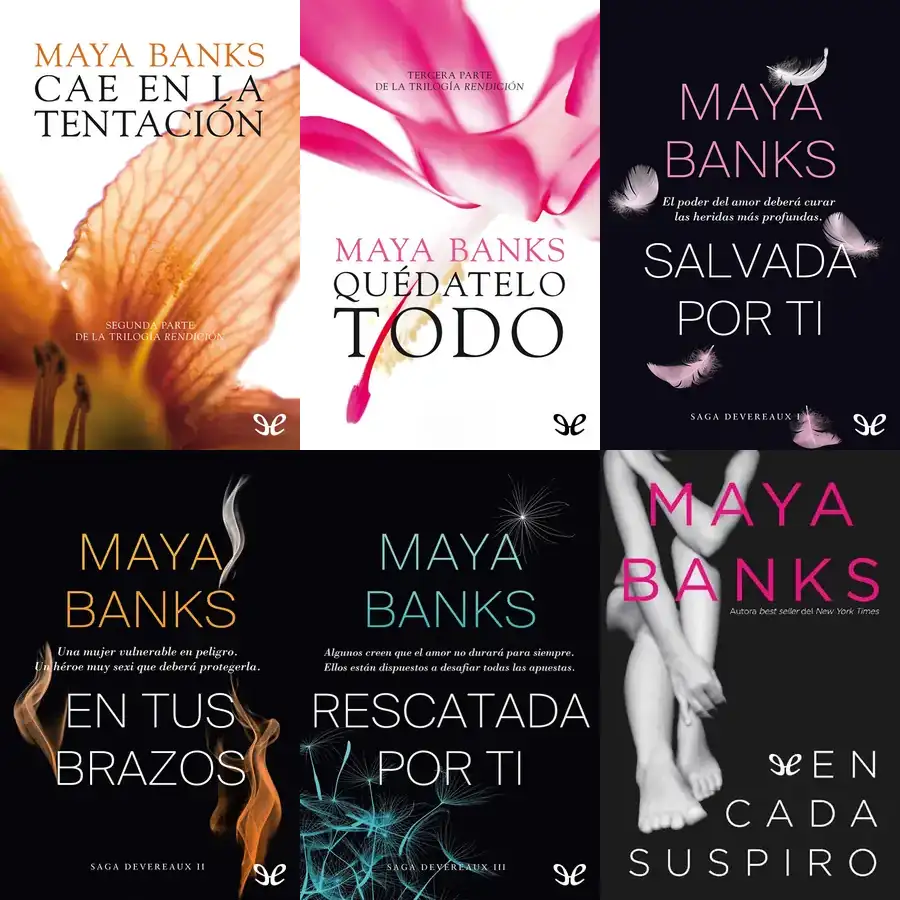 MAYA BANKS
CAE EN LA
TENTACIÓN
SEGUNDA PARTE
DE LA TRILOGÍA RENDICIÓN
TERCERA PARTE
DE LA TRILOGÍA RENDICIÓN
MAYA BANKS
QUÉDATELO
TODO
MAYA
BANKS
El poder del amor deberá curar
las heridas más profundas.
SALVADA
POR TI
SAGA DEVEREAUX I
MAYA
BANKS
Una mujer vulnerable en peligro.
Un héroe muy sexi que deberá protegerla.
EN TUS
BRAZOS
SAGA DEVEREAUX II
MAYA
BANKS
Algunos creen que el amor no durará para siempre.
Ellos están dispuestos a desafiar todas las apuestas.
RESCATADA
POR TI
SAGA DEVEREAUX III
MAYA
BANKS
Autora best seller del New York Times
EN
CADA
SUSPIRO